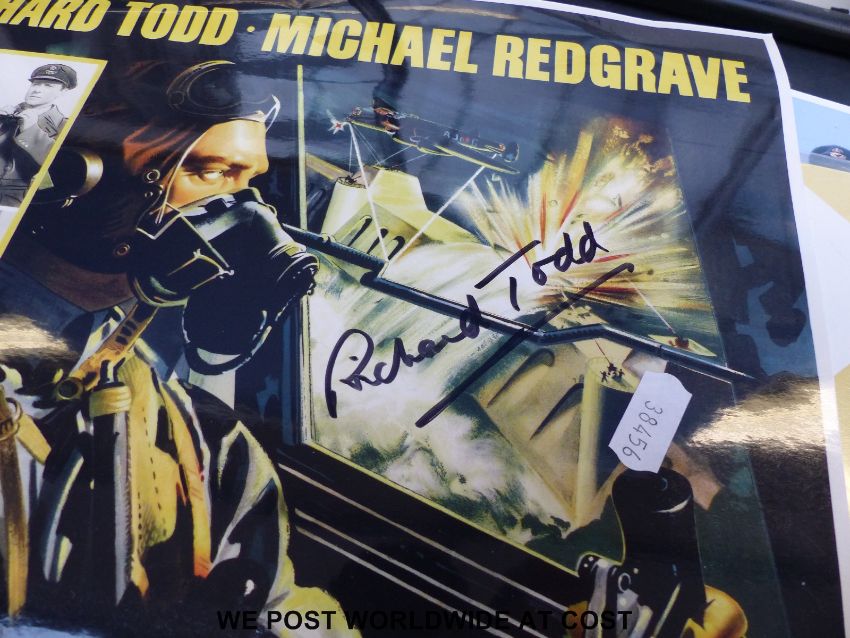 HARD TODD · MICHAEL REDGRAVE
Richard Todd
38456
WE POST WORLDWIDE AT COST